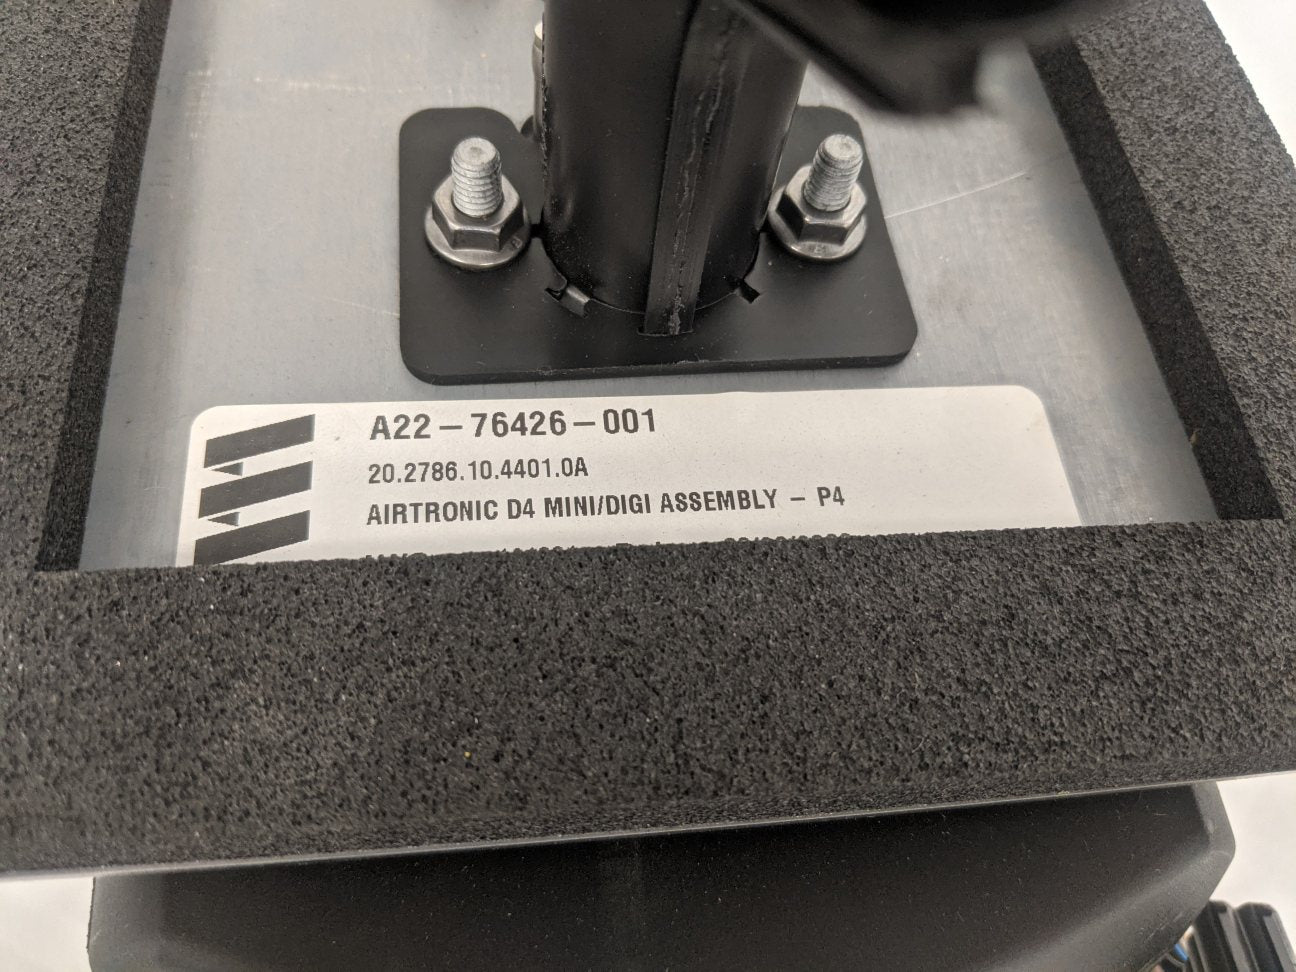 A22-76426-001
20.2786.10.4401.0A
AIRTRONIC D4 MINI/DIGI ASSEMBLY - P4